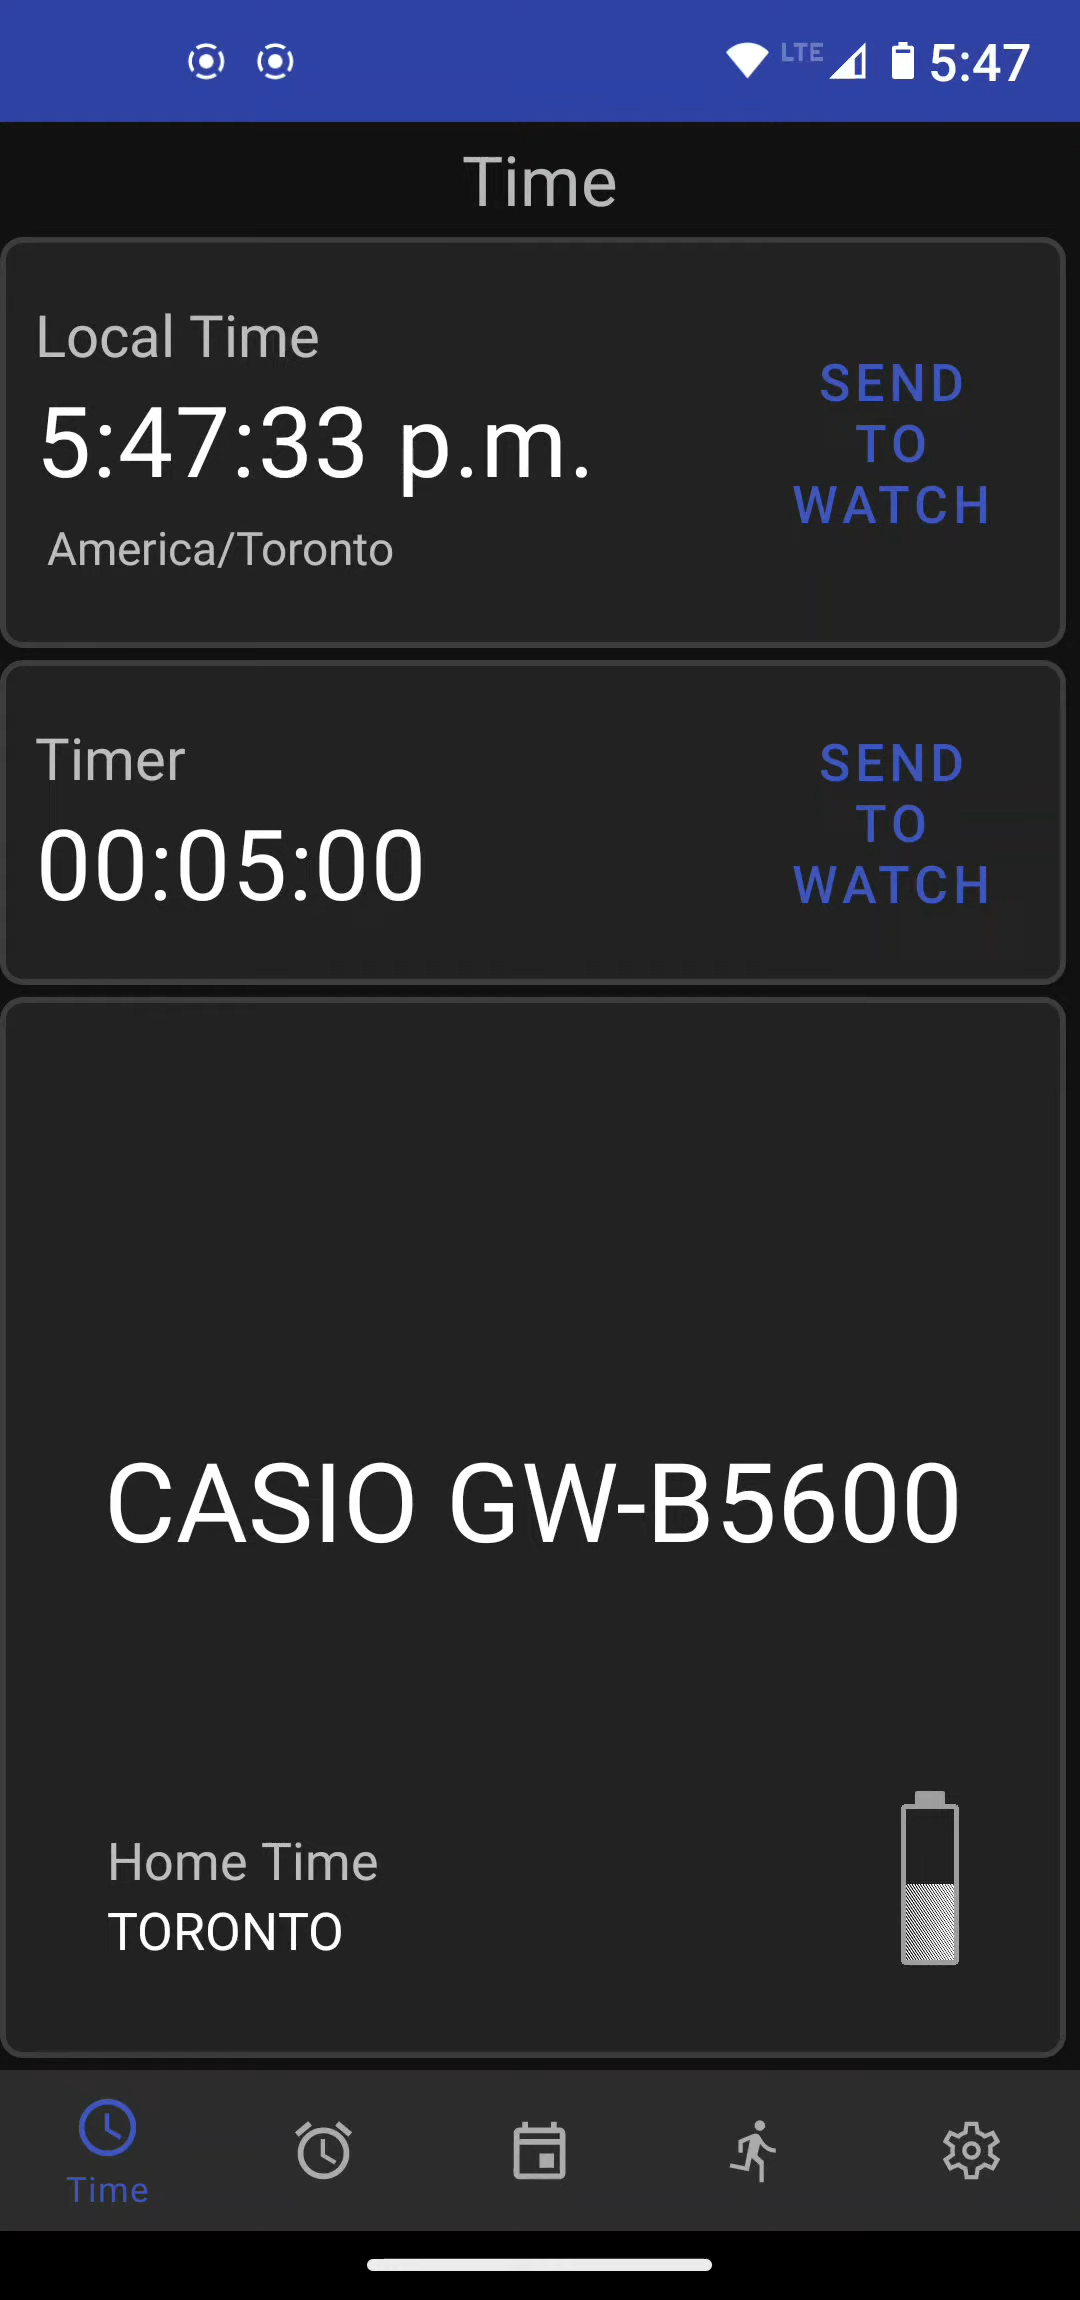 LTE 5:47
Time
Local Time
5:47:33 p.m.
America/Toronto
SEND
TO
WATCH
Timer
00:05:00
SEND
TO
WATCH
CASIO GW-B5600
Home Time
TORONTO
Time